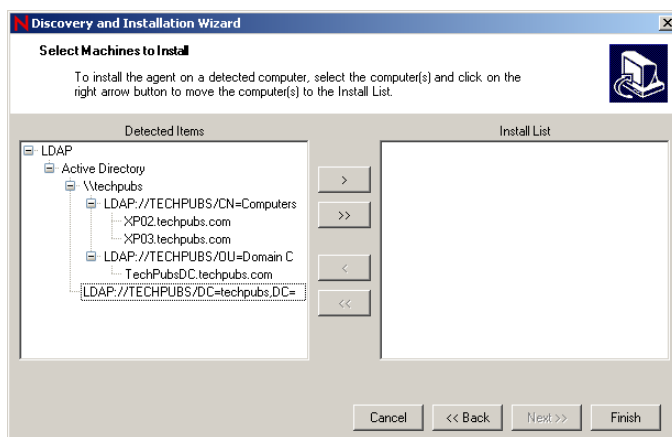 Discovery and Installation Wizard
Select Machines to Install
To install the agent on a detected computer, select the computer(s) and click on the
right arrow button to move the computer(s) to the Install List.
Detected Items
Install List
LDAP
Active Directory
\\techpubs
LDAP://TECHPUBS/CN=Computers
XP02.techpubs.com
XP03.techpubs.com
LDAP://TECHPUBS/OU=Domain C
TechPubsDC.techpubs.com
LDAP://TECHPUBS/DC=techpubs,DC=
>
>>
<
<<
Cancel
<< Back
Next >>
Finish